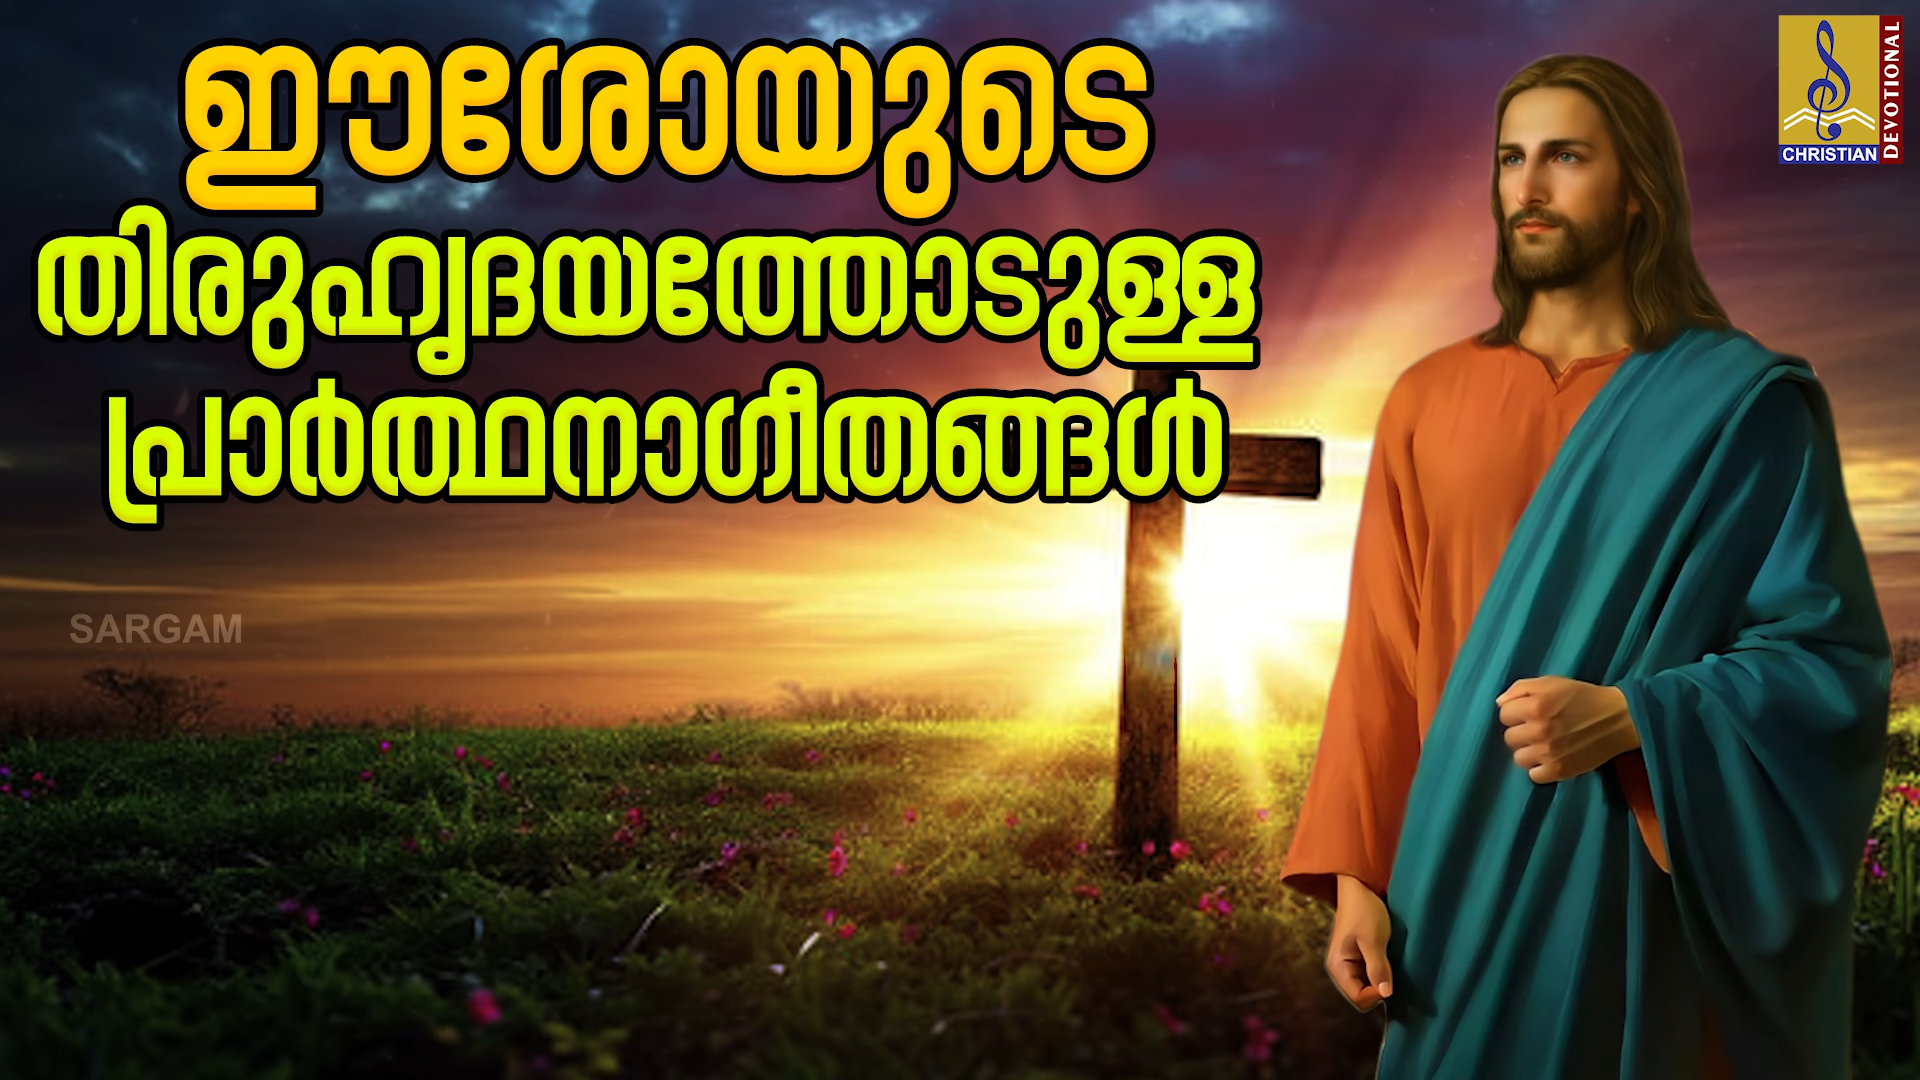 ഈശോയുടെ
തിരുഹൃദയത്തോടുള്ള
പ്രാർത്ഥനാഗീതങ്ങൾ
SARGAM
CHRISTIAN
DEVOTIONAL